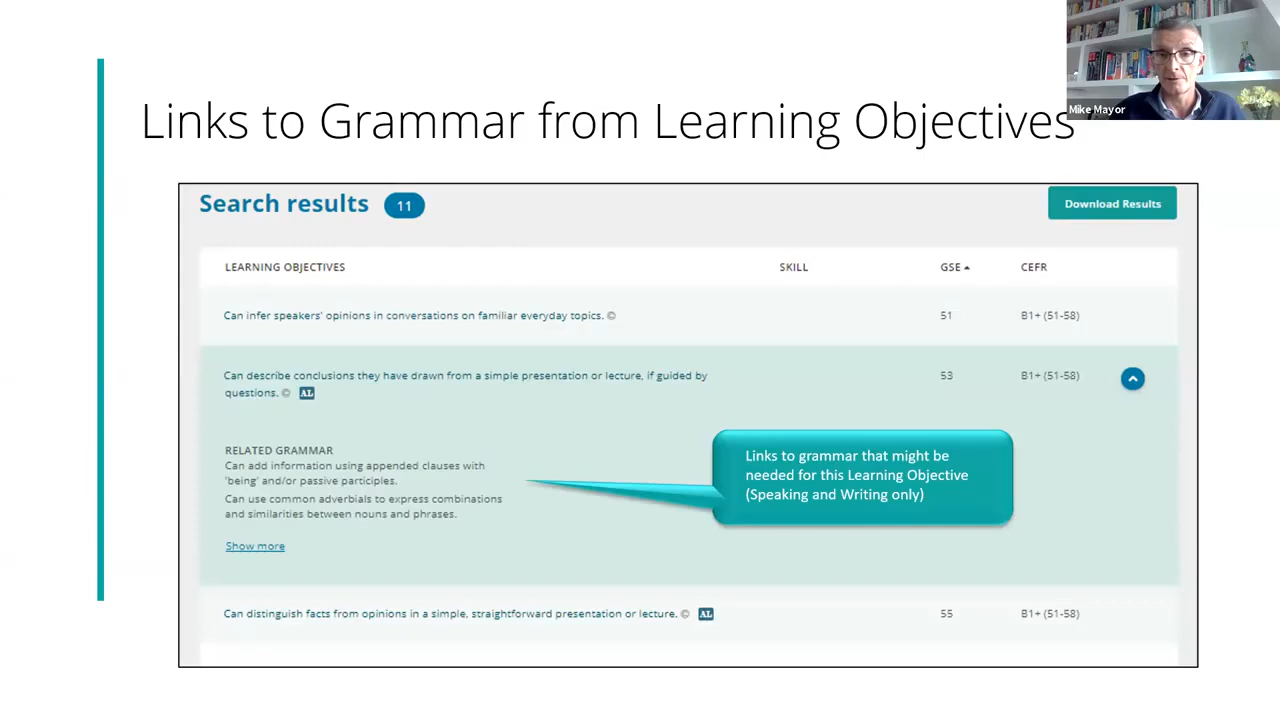 Mike Mayor
Links to Grammar from Learning Objectives
Search results 11
Download Results
LEARNING OBJECTIVES SKILL GSE CEFR
Can infer speakers' opinions in conversations on familiar everyday topics. © 51 B1+ (51-58)
Can describe conclusions they have drawn from a simple presentation or lecture, if guided by 53 B1+ (51-58)
questions. © AL
RELATED GRAMMAR
Can add information using appended clauses with
'being' and/or passive participles.
Can use common adverbials to express combinations
and similarities between nouns and phrases.
Show more
Links to grammar that might be
needed for this Learning Objective
(Speaking and Writing only)
Can distinguish facts from opinions in a simple, straightforward presentation or lecture. © AL 55 B1+ (51-58)